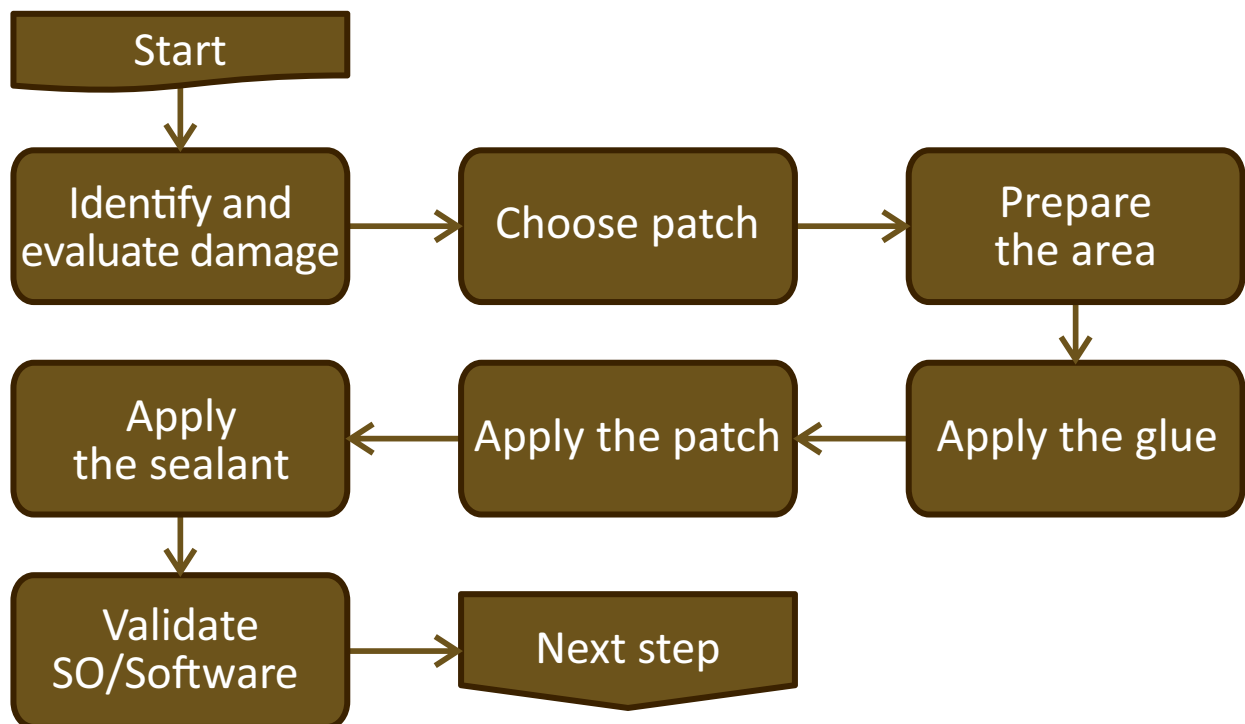 Start
Identify and
evaluate damage
Choose patch
Prepare
the area
Apply the glue
Apply the patch
Apply
the sealant
Validate
SO/Software
Next step